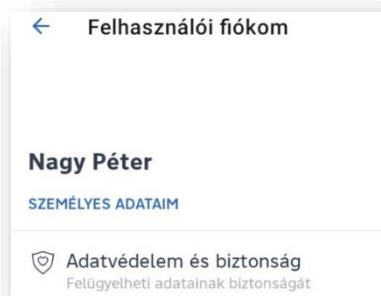 Felhasználói fiókom
Nagy Péter
SZEMÉLYES ADATAIM
Adatvédelem és biztonság
Felügyelheti adatainak biztonságát